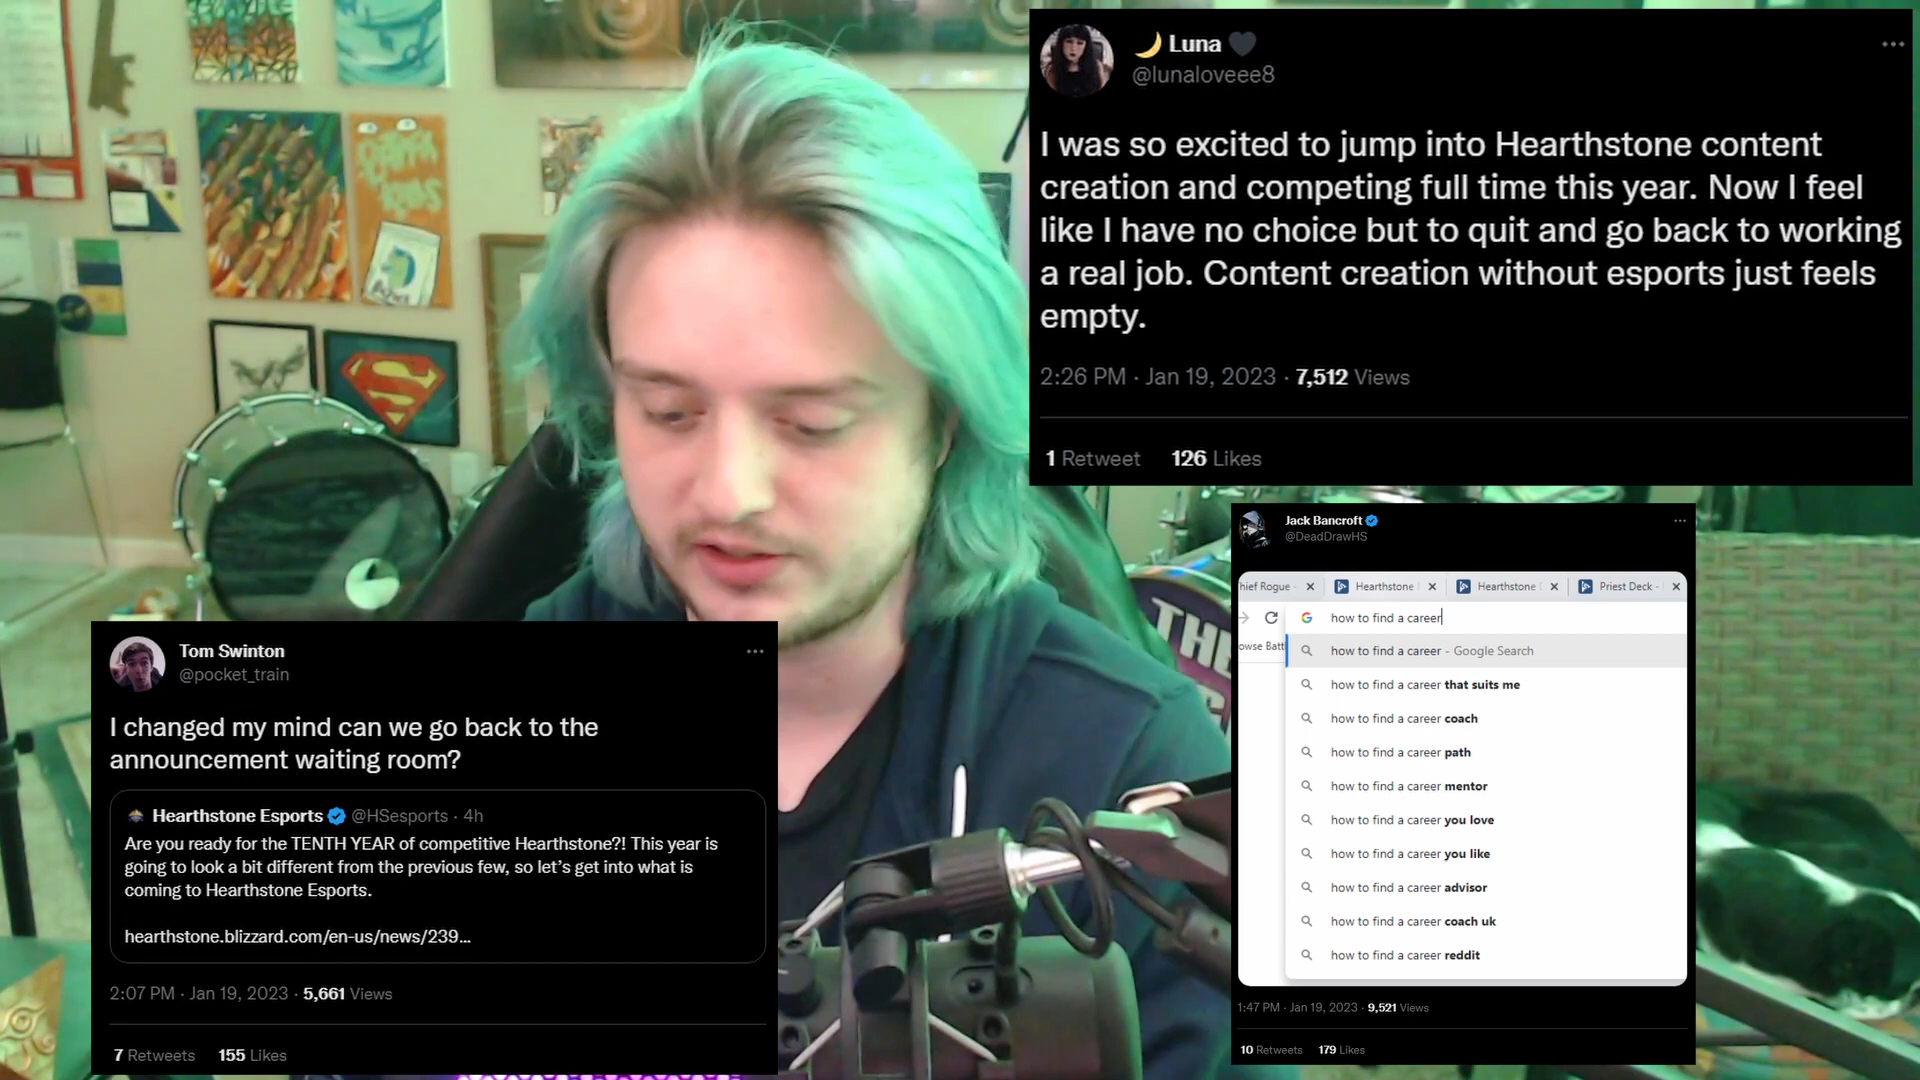 🌙 Luna 🖤
@lunaloveee8
I was so excited to jump into Hearthstone content
creation and competing full time this year. Now I feel
like I have no choice but to quit and go back to working
a real job. Content creation without esports just feels
empty.
2:26 PM · Jan 19, 2023 · 7,512 Views
1 Retweet 126 Likes
Jack Bancroft
@DeadDrawHS
hief Rogue - Hearthstone Hearthstone Priest Deck -
how to find a career
owse Batt
how to find a career - Google Search
how to find a career that suits me
how to find a career coach
how to find a career path
how to find a career mentor
how to find a career you love
how to find a career you like
how to find a career advisor
how to find a career coach uk
how to find a career reddit
1:47 PM · Jan 19, 2023 · 9,521 Views
10 Retweets 179 Likes
Tom Swinton
@pocket_train
I changed my mind can we go back to the
announcement waiting room?
Hearthstone Esports @HSesports · 4h
Are you ready for the TENTH YEAR of competitive Hearthstone?! This year is
going to look a bit different from the previous few, so let's get into what is
coming to Hearthstone Esports.
hearthstone.blizzard.com/en-us/news/239...
2:07 PM · Jan 19, 2023 · 5,661 Views
7 Retweets 155 Likes
THE